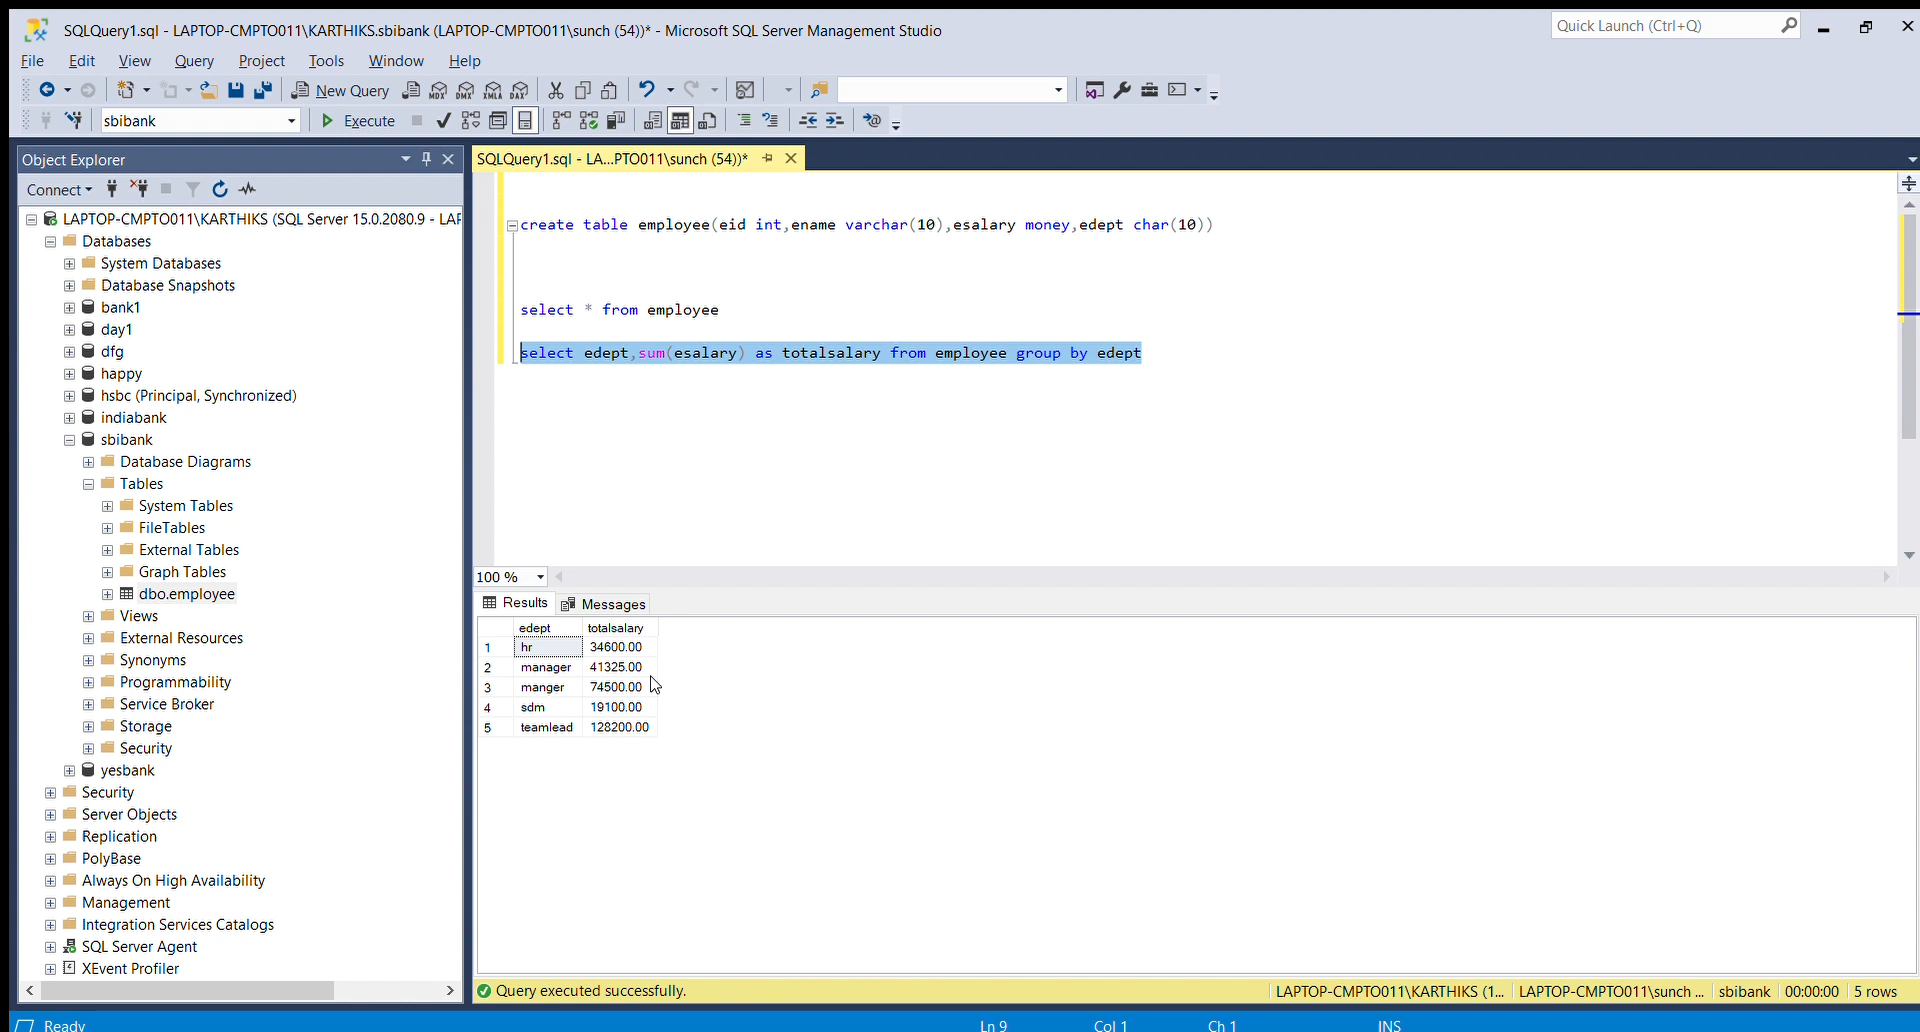 SQLQuery1.sql - LAPTOP-CMPTO011\KARTHIKS.sbibank (LAPTOP-CMPTO011\sunch (54))* - Microsoft SQL Server Management Studio
Quick Launch (Ctrl+Q)
File Edit View Query Project Tools Window Help
New Query MDX DMX XMLA DAX
sbibank Execute
Object Explorer
Connect
LAPTOP-CMPTO011\KARTHIKS (SQL Server 15.0.2080.9 - LAP
Databases
System Databases
Database Snapshots
bank1
day1
dfg
happy
hsbc (Principal, Synchronized)
indiabank
sbibank
Database Diagrams
Tables
System Tables
FileTables
External Tables
Graph Tables
dbo.employee
Views
External Resources
Synonyms
Programmability
Service Broker
Storage
Security
yesbank
Security
Server Objects
Replication
PolyBase
Always On High Availability
Management
Integration Services Catalogs
SQL Server Agent
XEvent Profiler
SQLQuery1.sql - LA...PTO011\sunch (54))*
create table employee(eid int,ename varchar(10),esalary money,edept char(10))
select * from employee
select edept,sum(esalary) as totalsalary from employee group by edept
100 %
Results Messages
edept totalsalary
1 hr 34600.00
2 manager 41325.00
3 manger 74500.00
4 sdm 19100.00
5 teamlead 128200.00
Query executed successfully. LAPTOP-CMPTO011\KARTHIKS (1... LAPTOP-CMPTO011\sunch ... sbibank 00:00:00 5 rows
Ready Ln 9 Col 1 Ch 1 INS